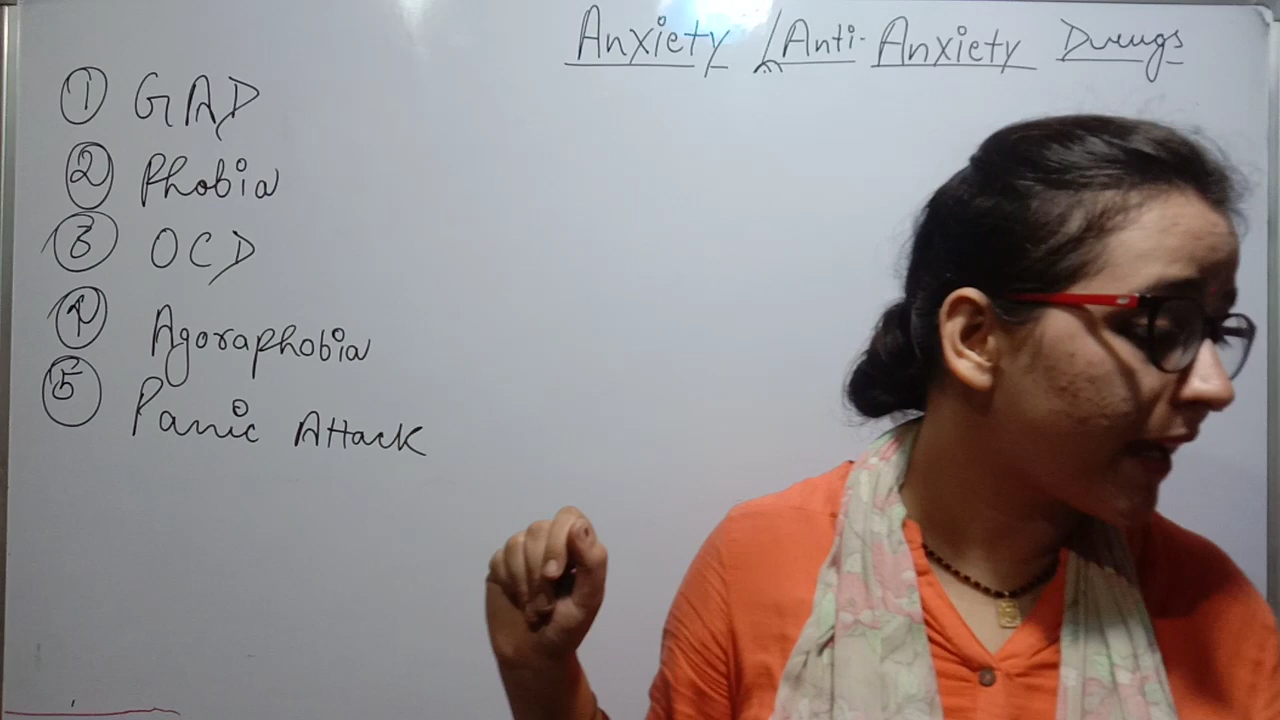 Anxiety / Anti-Anxiety Drugs
① GAD
② Phobia
③ OCD
④ Agoraphobia
⑤ Panic Attack